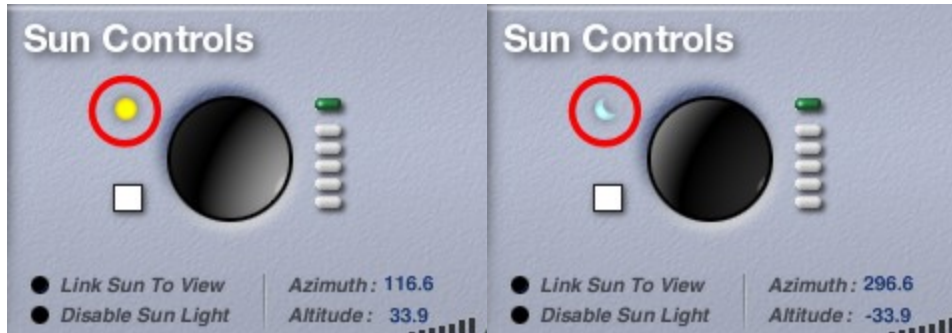 Sun Controls
Link Sun To View
Disable Sun Light
Azimuth : 116.6
Altitude : 33.9
Sun Controls
Link Sun To View
Disable Sun Light
Azimuth : 296.6
Altitude : -33.9